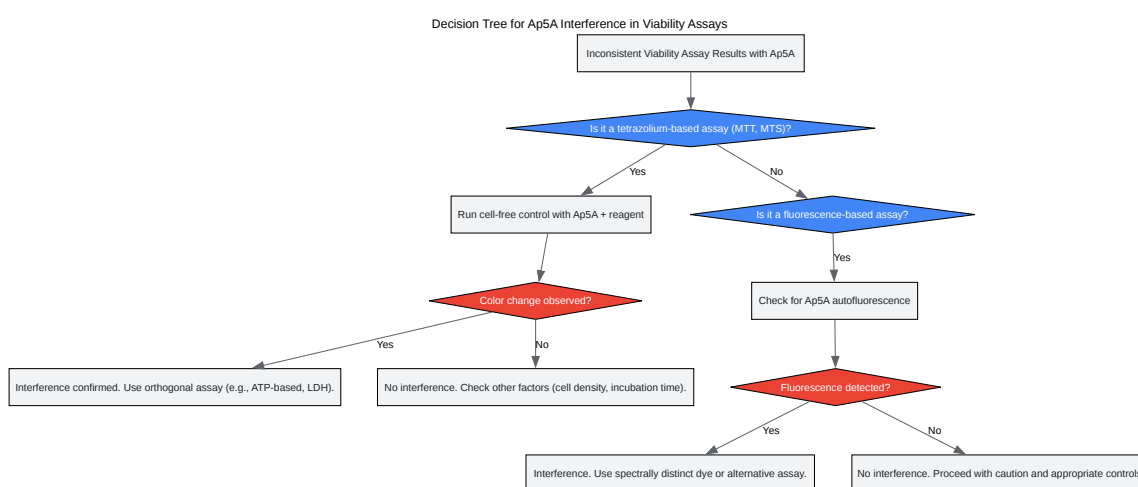 Decision Tree for Ap5A Interference in Viability Assays
Inconsistent Viability Assay Results with Ap5A
Is it a tetrazolium-based assay (MTT, MTS)?
Yes
No
Run cell-free control with Ap5A + reagent
Is it a fluorescence-based assay?
Yes
Color change observed?
Check for Ap5A autofluorescence
Yes
No
Interference confirmed. Use orthogonal assay (e.g., ATP-based, LDH).
No interference. Check other factors (cell density, incubation time).
Fluorescence detected?
Yes
No
Interference. Use spectrally distinct dye or alternative assay.
No interference. Proceed with caution and appropriate controls